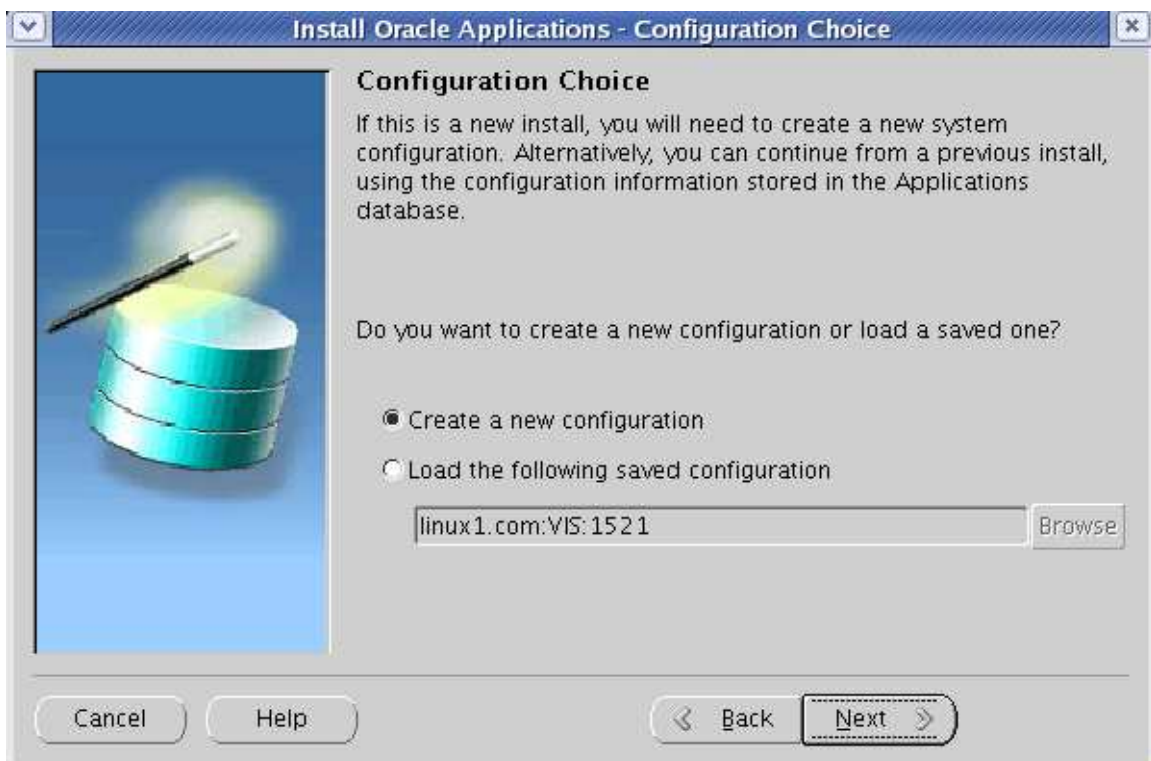 Install Oracle Applications - Configuration Choice
Configuration Choice
If this is a new install, you will need to create a new system
configuration. Alternatively, you can continue from a previous install,
using the configuration information stored in the Applications
database.
Do you want to create a new configuration or load a saved one?
Create a new configuration
Load the following saved configuration
linux1.com:VIS:1521
Browse
Cancel
Help
Back
Next